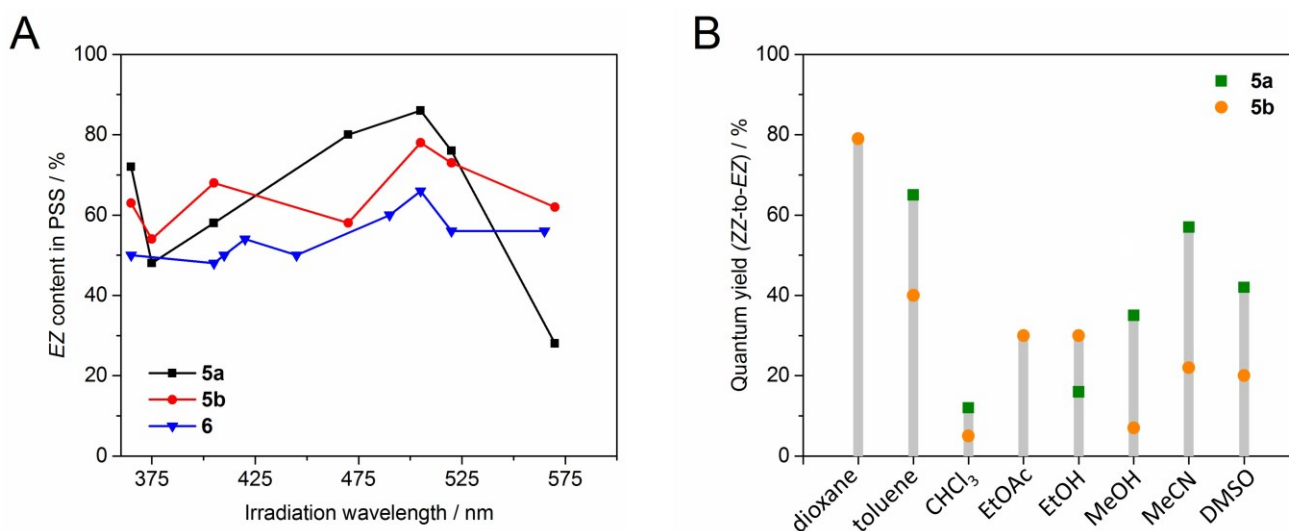 A
EZ content in PSS / %
100
80
60
40
20
0
5a
5b
6
375 425 475 525 575
Irradiation wavelength / nm
B
Quantum yield (ZZ-to-EZ) / %
100
80
60
40
20
0
5a
5b
dioxane toluene CHCl₃ EtOAc EtOH MeOH MeCN DMSO